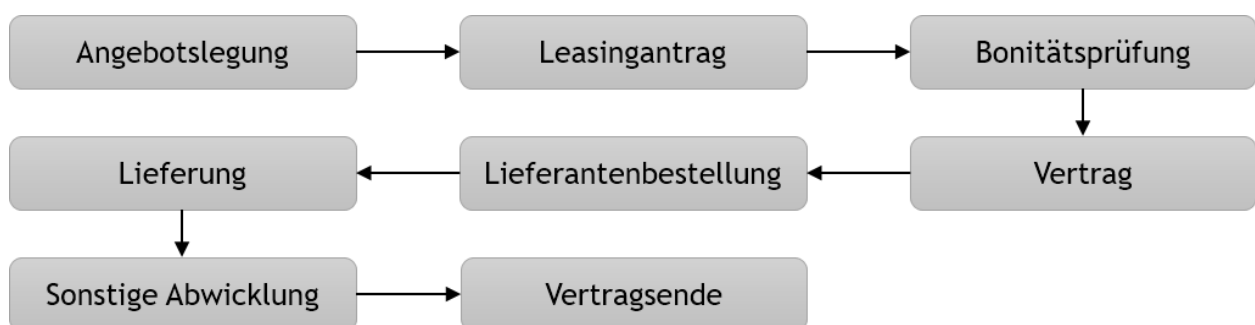 Angebotslegung
Leasingantrag
Bonitätsprüfung
Vertrag
Lieferantenbestellung
Lieferung
Sonstige Abwicklung
Vertragsende